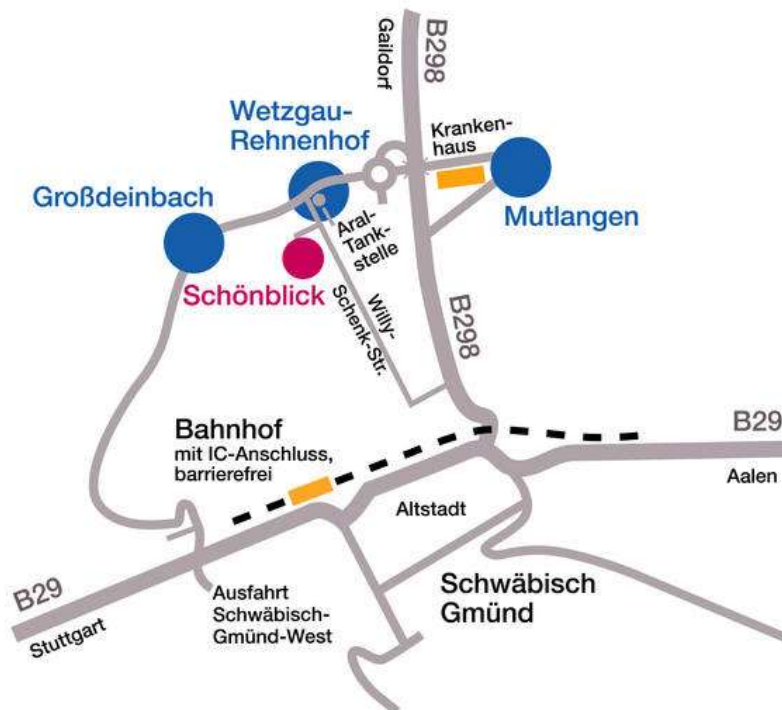 Gaildorf
B298
Wetzgau-
Rehnenhof
Kranken-
haus
Großdeinbach
Mutlangen
Aral-
Tank-
stelle
Schönblick
Willy-
Schenk-Str.
B298
Bahnhof
mit IC-Anschluss,
barrierefrei
B29
Aalen
Altstadt
Schwäbisch
Gmünd
B29
Stuttgart
Ausfahrt
Schwäbisch-
Gmünd-West